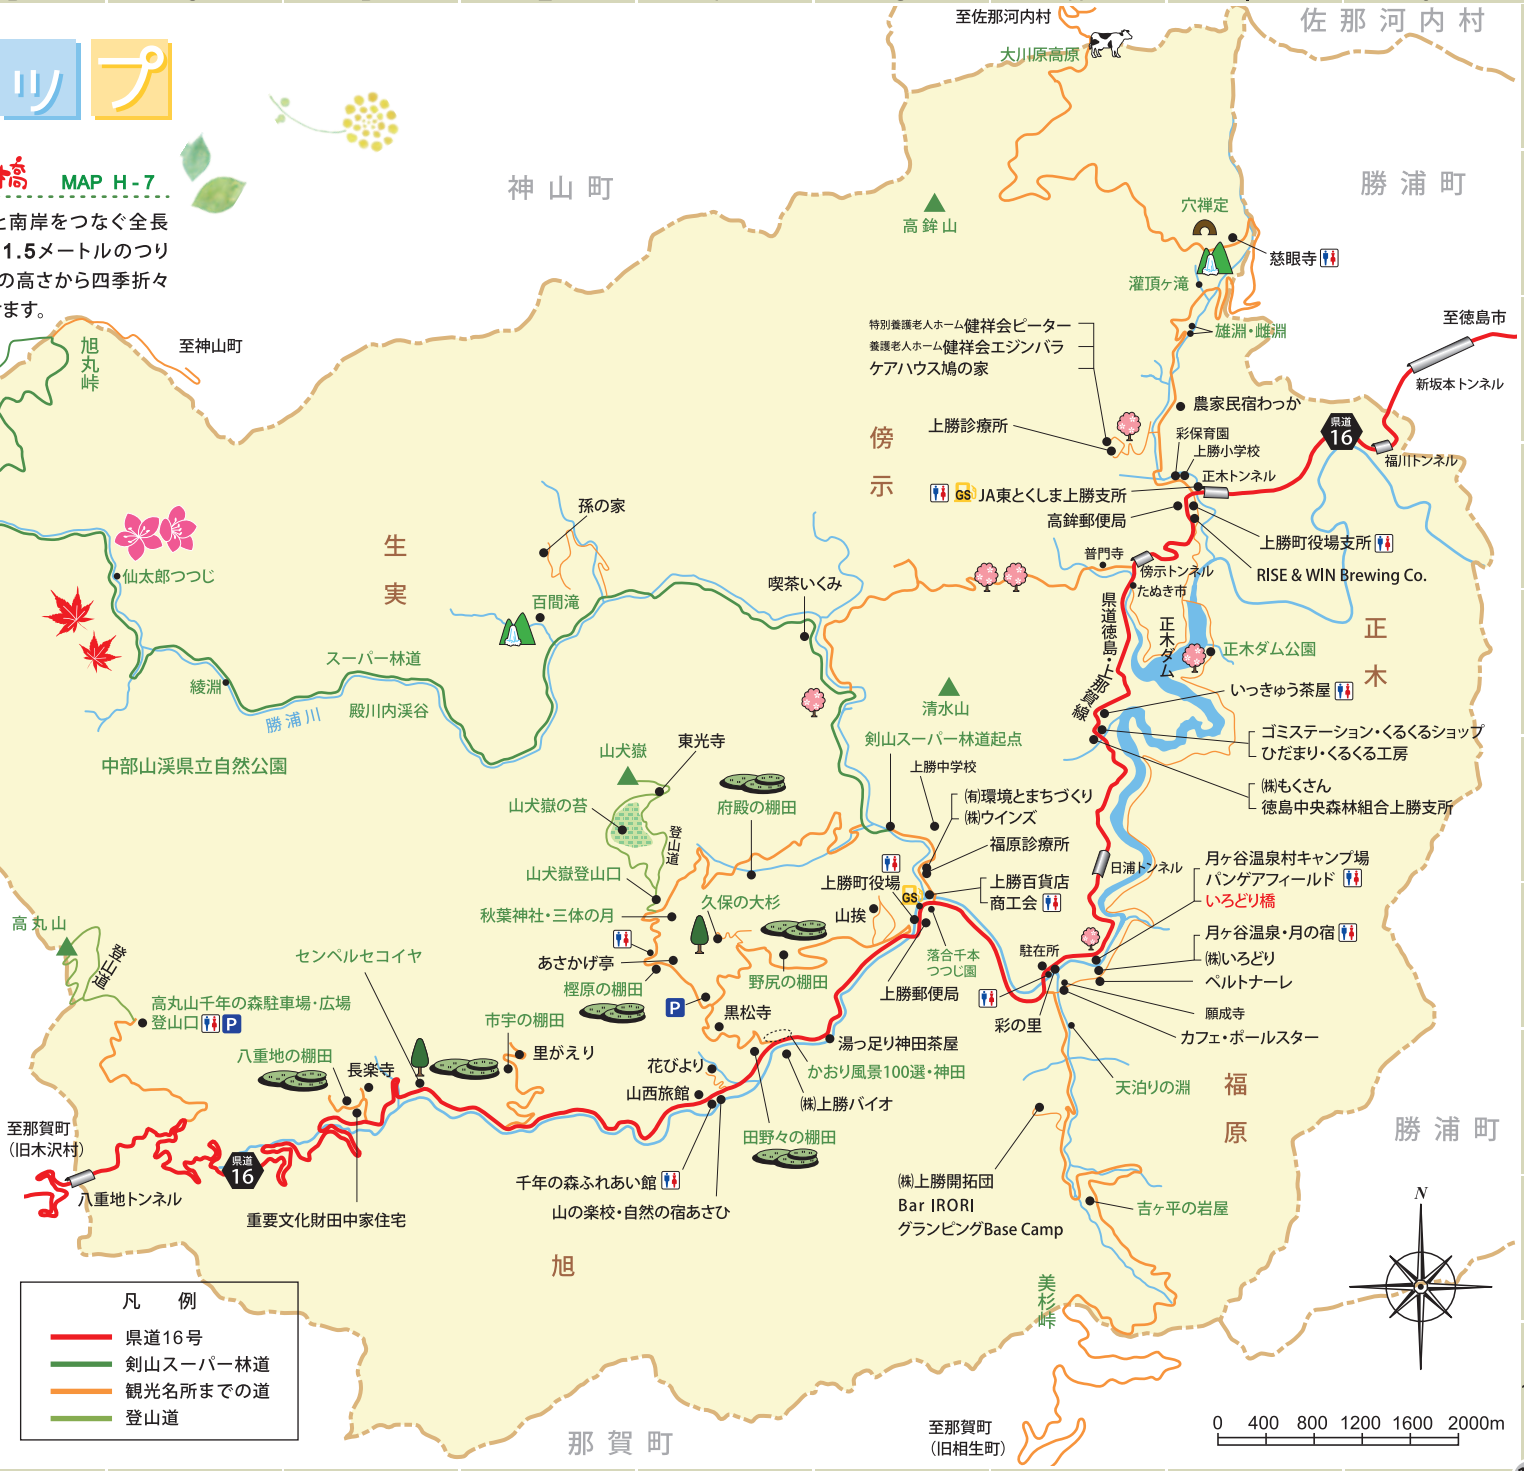 ップ
橋 MAP H-7
と南岸をつなぐ全長
1.5メートルのつり
の高さから四季折々
ます。
至佐那河内村
佐那河内村
大川原高原
神山町
勝浦町
高鉾山
穴禅定
慈眼寺
灌頂ヶ滝
雄淵・雌淵
至徳島市
新坂本トンネル
福川トンネル
県道
16
特別養護老人ホーム健祥会ピーター
養護老人ホーム健祥会エジンバラ
ケアハウス鳩の家
上勝診療所
農家民宿わっか
彩保育園
上勝小学校
正木トンネル
傍示
GS JA東とくしま上勝支所
高鉾郵便局
上勝町役場支所
RISE & WIN Brewing Co.
普門寺
傍示トンネル
たぬき市
県道徳島・上那賀線
正木ダム
正木ダム公園
正木
いっきゅう茶屋
ゴミステーション・くるくるショップ
ひだまり・くるくる工房
㈱もくさん
徳島中央森林組合上勝支所
旭丸峠
至神山町
生実
孫の家
百間滝
喫茶いくみ
仙太郎つつじ
綾淵
スーパー林道
勝浦川
殿川内渓谷
中部山渓県立自然公園
清水山
剣山スーパー林道起点
上勝中学校
㈲環境とまちづくり
㈱ウインズ
福原診療所
上勝町役場
GS
上勝百貨店
商工会
山挨
落合千本
つつじ園
上勝郵便局
日浦トンネル
月ヶ谷温泉村キャンプ場
パンゲアフィールド
いろどり橋
月ヶ谷温泉・月の宿
㈱いろどり
ペルトナーレ
駐在所
彩の里
願成寺
カフェ・ポールスター
天泊りの淵
福原
山犬嶽
東光寺
山犬嶽の苔
登山道
府殿の棚田
山犬嶽登山口
秋葉神社・三体の月
久保の大杉
あさかげ亭
樫原の棚田
野尻の棚田
P
黒松寺
湯っ足り神田茶屋
かおり風景100選・神田
高丸山
登山道
高丸山千年の森駐車場・広場
登山口 P
センペルセコイヤ
市宇の棚田
里がえり
八重地の棚田
長楽寺
花びより
山西旅館
㈱上勝バイオ
田野々の棚田
至那賀町
（旧木沢村）
八重地トンネル
県道
16
重要文化財田中家住宅
千年の森ふれあい館
山の楽校・自然の宿あさひ
旭
㈱上勝開拓団
Bar IRORI
グランピングBase Camp
吉ヶ平の岩屋
美杉峠
勝浦町
那賀町
至那賀町
（旧相生町）
N
凡例
県道16号
剣山スーパー林道
観光名所までの道
登山道
0 400 800 1200 1600 2000m